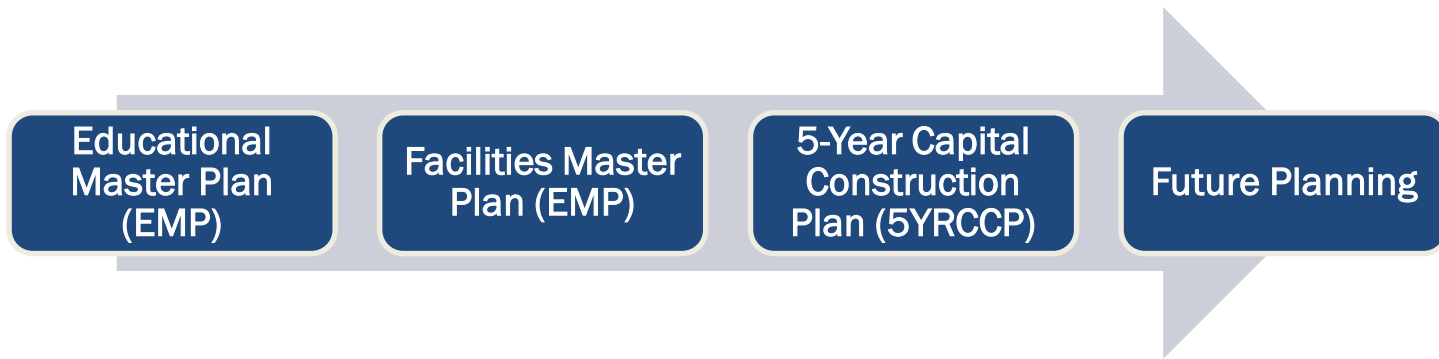 Educational
Master Plan
(EMP)
Facilities Master
Plan (EMP)
5-Year Capital
Construction
Plan (5YRCCP)
Future Planning